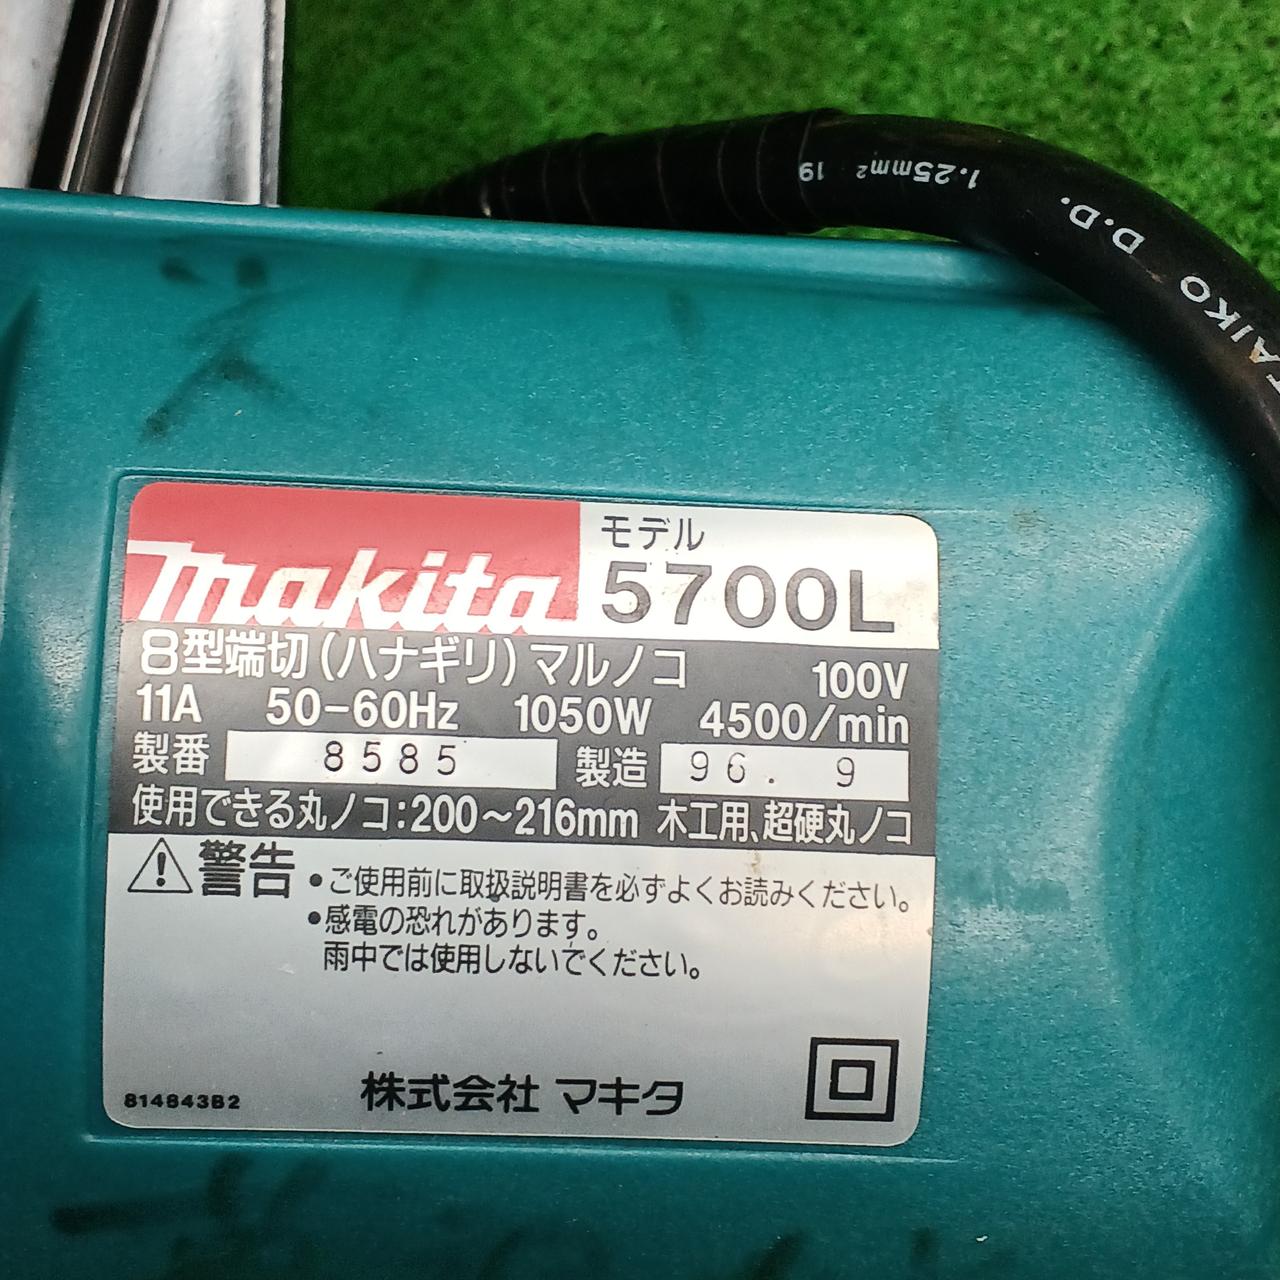 1.25mm² 19
TAIKO D.D.
makita
モデル
5700L
8型端切(ハナギリ)マルノコ 100V
11A 50-60Hz 1050W 4500/min
製番 8585 製造 96. 9
使用できる丸ノコ:200〜216mm 木工用、超硬丸ノコ
警告 •ご使用前に取扱説明書を必ずよくお読みください。
•感電の恐れがあります。
雨中では使用しないでください。
814843B2 株式会社 マキタ